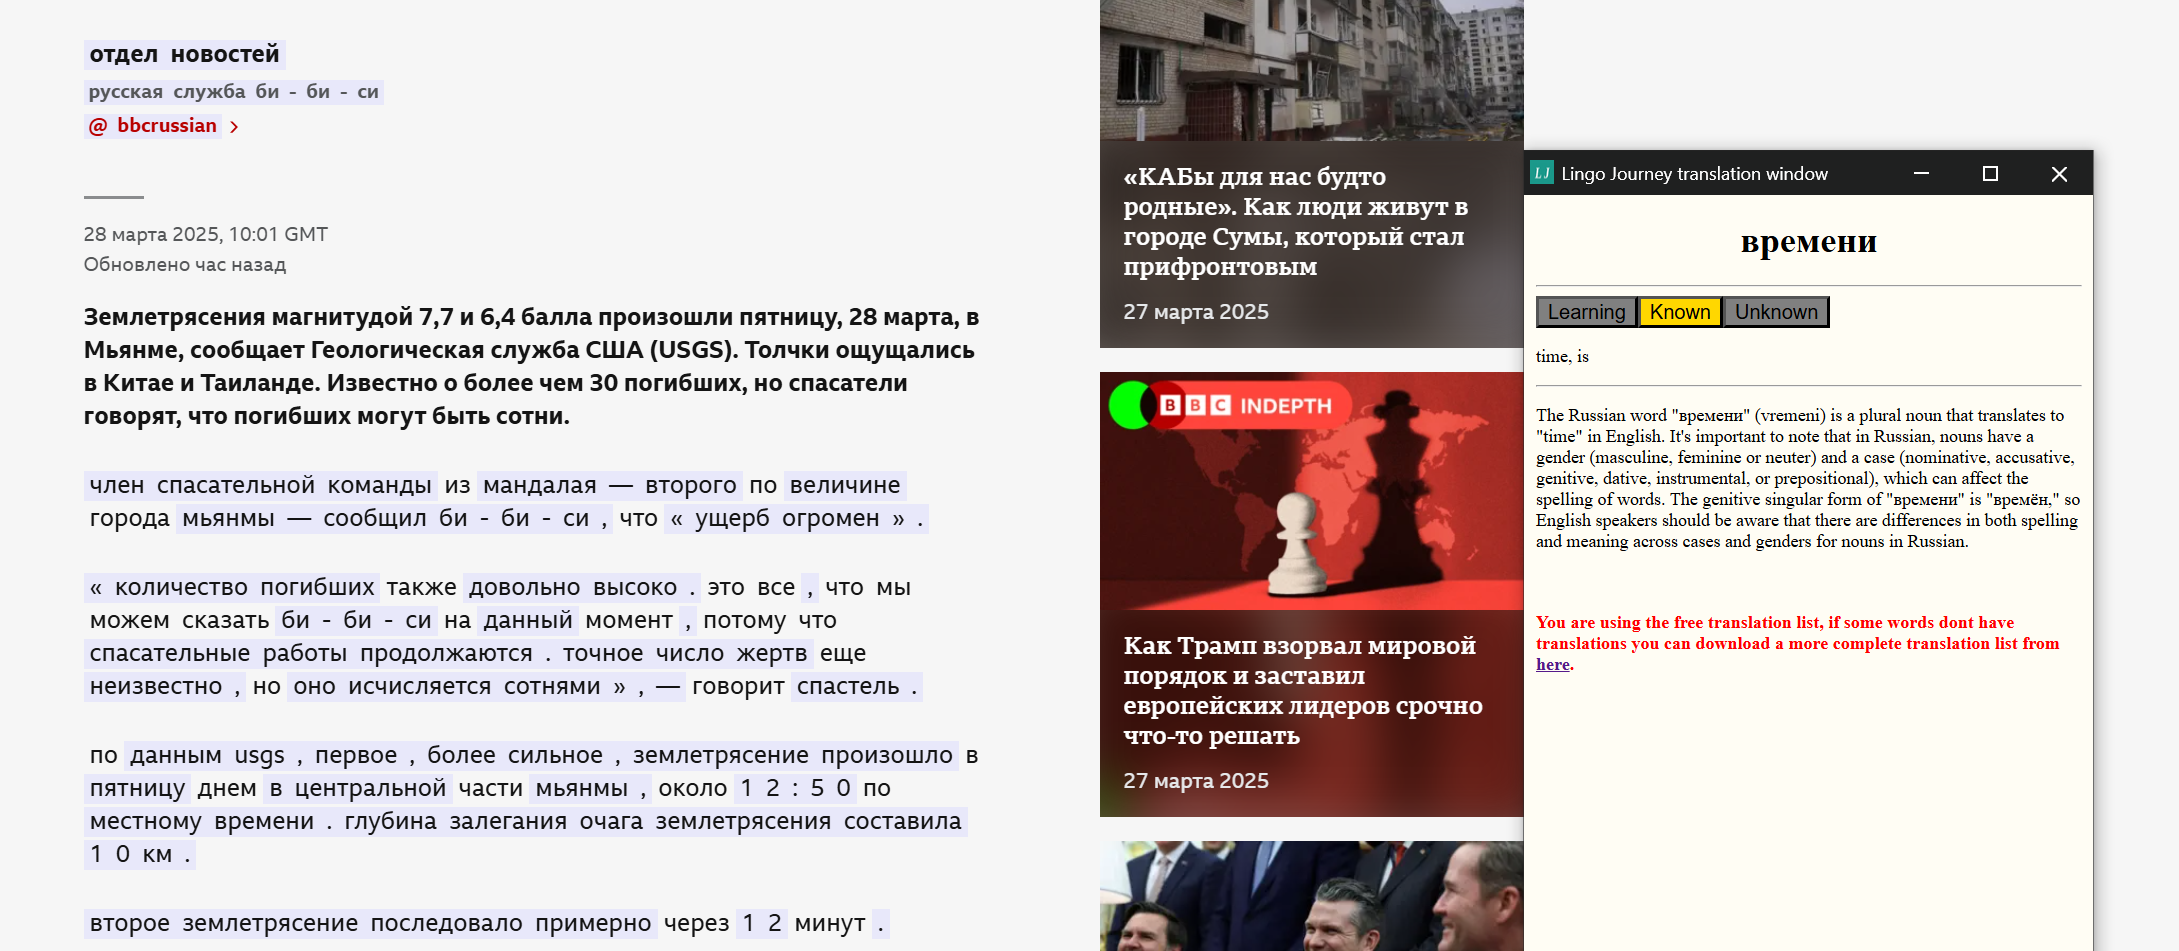 отдел новостей
русская служба би - би - си
@ bbcrussian
28 марта 2025, 10:01 GMT
Обновлено час назад
Землетрясения магнитудой 7,7 и 6,4 балла произошли пятницу, 28 марта, в
Мьянме, сообщает Геологическая служба США (USGS). Толчки ощущались
в Китае и Таиланде. Известно о более чем 30 погибших, но спасатели
говорят, что погибших могут быть сотни.
член спасательной команды из мандалая — второго по величине
города мьянмы — сообщил би - би - си , что « ущерб огромен » .
« количество погибших также довольно высоко . это все , что мы
можем сказать би - би - си на данный момент , потому что
спасательные работы продолжаются . точное число жертв еще
неизвестно , но оно исчисляется сотнями » , — говорит спастель .
по данным usgs , первое , более сильное , землетрясение произошло в
пятницу днем в центральной части мьянмы , около 1 2 : 5 0 по
местному времени . глубина залегания очага землетрясения составила
1 0 км .
второе землетрясение последовало примерно через 1 2 минут .
«КАБы для нас будто
родные». Как люди живут в
городе Сумы, который стал
прифронтовым
27 марта 2025
BBC INDEPTH
Как Трамп взорвал мировой
порядок и заставил
европейских лидеров срочно
что-то решать
27 марта 2025
LJ Lingo Journey translation window
времени
Learning Known Unknown
time, is
The Russian word "времени" (vremeni) is a plural noun that translates to
"time" in English. It's important to note that in Russian, nouns have a
gender (masculine, feminine or neuter) and a case (nominative, accusative,
genitive, dative, instrumental, or prepositional), which can affect the
spelling of words. The genitive singular form of "времени" is "времён," so
English speakers should be aware that there are differences in both spelling
and meaning across cases and genders for nouns in Russian.
You are using the free translation list, if some words dont have
translations you can download a more complete translation list from
here.